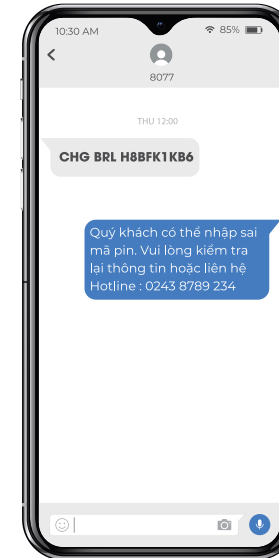 10:30 AM
85%
8077
THU 12:00
CHG BRL H8BFK1KB6
Quý khách có thể nhập sai
mã pin. Vui lòng kiểm tra
lại thông tin hoặc liên hệ
Hotline : 0243 8789 234